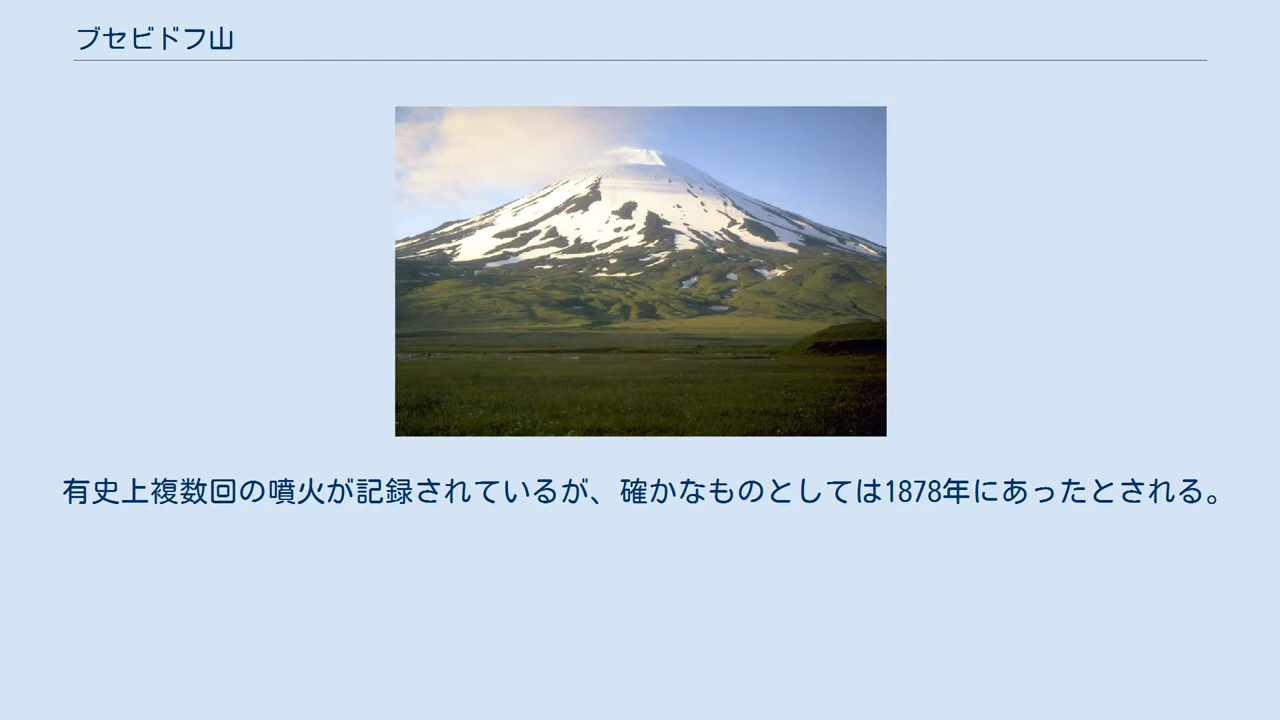 ブセビドフ山
有史上複数回の噴火が記録されているが、確かなものとしては1878年にあったとされる。